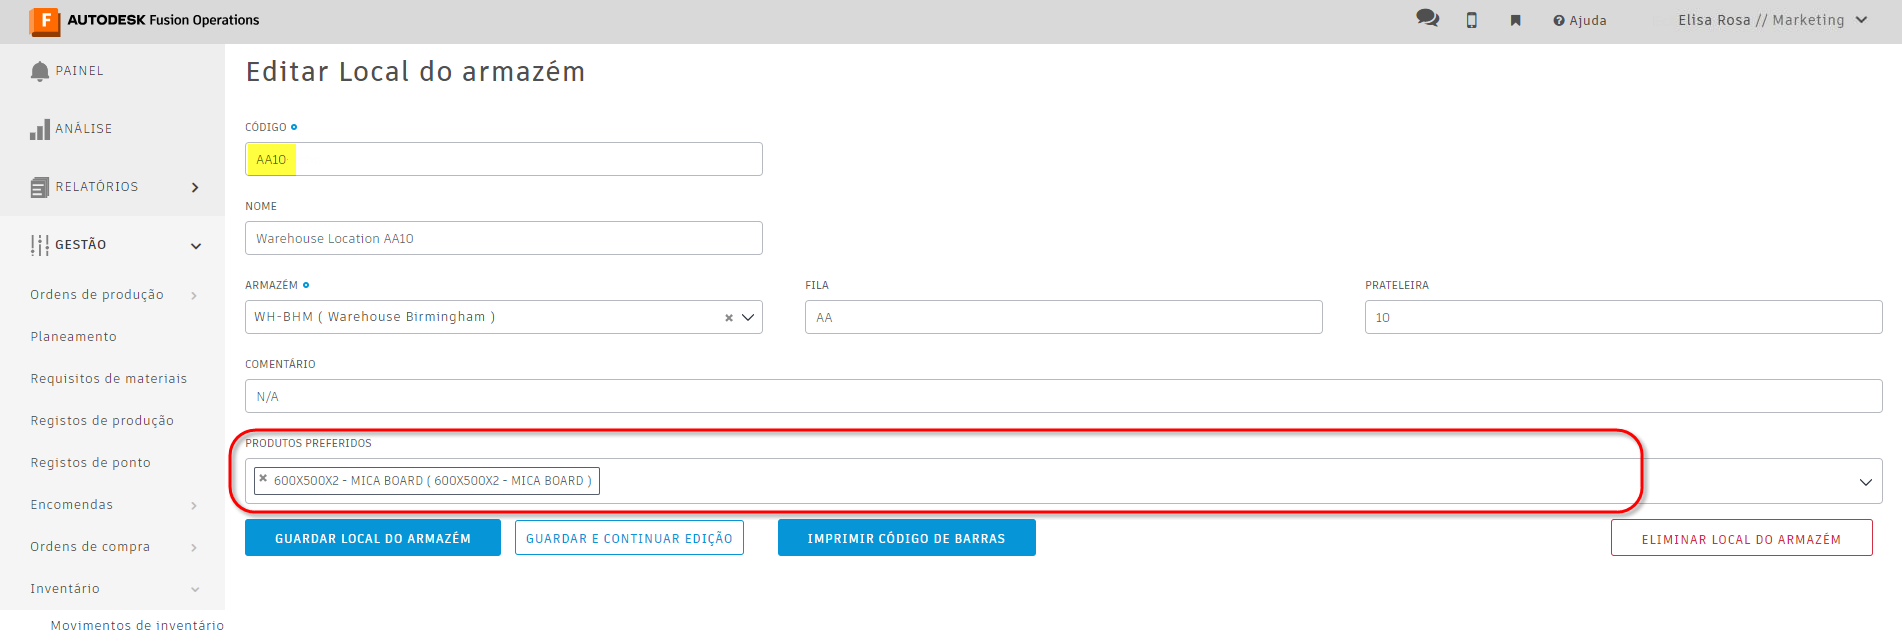 F AUTODESK Fusion Operations
Ajuda
Elisa Rosa // Marketing
PAINEL
ANÁLISE
RELATÓRIOS
GESTÃO
Ordens de produção
Planeamento
Requisitos de materiais
Registos de produção
Registos de ponto
Encomendas
Ordens de compra
Inventário
Movimentos de inventário
Editar Local do armazém
CÓDIGO
AA10
NOME
Warehouse Location AA10
ARMAZÉM
WH-BHM ( Warehouse Birmingham )
FILA
AA
PRATELEIRA
10
COMENTÁRIO
N/A
PRODUTOS PREFERIDOS
600X500X2 - MICA BOARD ( 600X500X2 - MICA BOARD )
GUARDAR LOCAL DO ARMAZÉM
GUARDAR E CONTINUAR EDIÇÃO
IMPRIMIR CÓDIGO DE BARRAS
ELIMINAR LOCAL DO ARMAZÉM